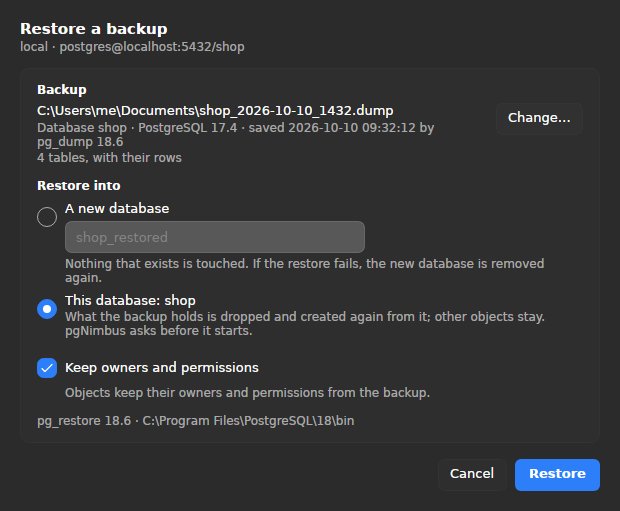 Restore a backup
local · postgres@localhost:5432/shop
Backup
C:\Users\me\Documents\shop_2026-10-10_1432.dump
Database shop · PostgreSQL 17.4 · saved 2026-10-10 09:32:12 by
pg_dump 18.6
4 tables, with their rows
Change...
Restore into
A new database
shop_restored
Nothing that exists is touched. If the restore fails, the new database is removed
again.
This database: shop
What the backup holds is dropped and created again from it; other objects stay.
pgNimbus asks before it starts.
Keep owners and permissions
Objects keep their owners and permissions from the backup.
pg_restore 18.6 · C:\Program Files\PostgreSQL\18\bin
Cancel
Restore